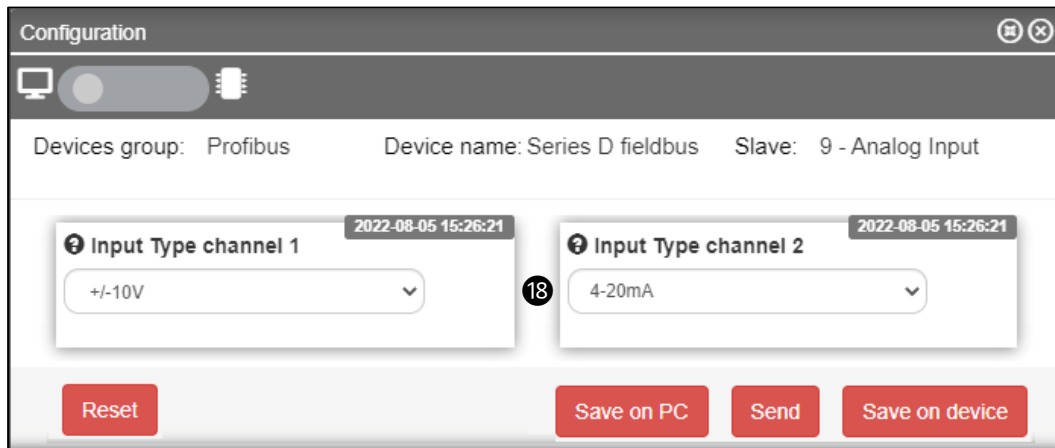 Configuration
Devices group: Profibus Device name: Series D fieldbus Slave: 9 - Analog Input
2022-08-05 15:26:21
Input Type channel 1
+/-10V
18
2022-08-05 15:26:21
Input Type channel 2
4-20mA
Reset Save on PC Send Save on device